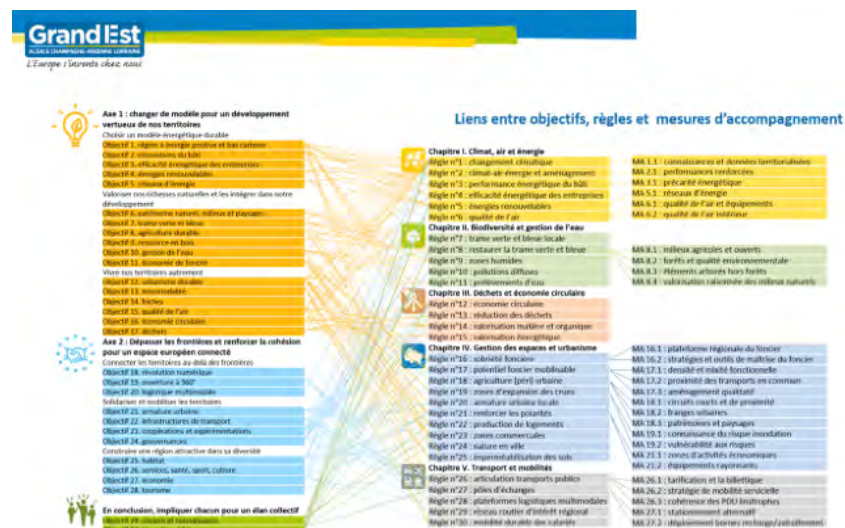 Grand Est
ALSACE CHAMPAGNE-ARDENNE LORRAINE
L'Europe s'invente chez nous
Liens entre objectifs, règles et mesures d'accompagnement
Axe 1 : changer de modèle pour un développement
vertueux de nos territoires
Choisir un modèle énergétique durable
Objectif 1. région à énergie positive et bas carbone
Objectif 2. rénovations du bâti
Objectif 3. efficacité énergétique des entreprises
Objectif 4. énergies renouvelables
Objectif 5. réseaux d'énergie
Valoriser nos richesses naturelles et les intégrer dans notre
développement
Objectif 6. patrimoine naturel, milieux et paysages
Objectif 7. trame verte et bleue
Objectif 8. agriculture durable
Objectif 9. ressource en bois
Objectif 10. gestion de l'eau
Objectif 11. économie de foncier
Vivre nos territoires autrement
Objectif 12. urbanisme durable
Objectif 13. intermodalité
Objectif 14. friches
Objectif 15. qualité de l'air
Objectif 16. économie circulaire
Objectif 17. déchets
Axe 2 : Dépasser les frontières et renforcer la cohésion
pour un espace européen connecté
Connecter les territoires au-delà des frontières
Objectif 18. révolution numérique
Objectif 19. ouverture à 360°
Objectif 20. logistique multimodale
Solidariser et mobiliser les territoires
Objectif 21. armature urbaine
Objectif 22. infrastructures de transport
Objectif 23. coopérations et expérimentations
Objectif 24. gouvernances
Construire une région attractive dans sa diversité
Objectif 25. habitat
Objectif 26. services, santé, sport, culture
Objectif 27. économie
Objectif 28. tourisme
En conclusion, impliquer chacun pour un élan collectif
Objectif 29. citoyen et connaissance
Chapitre I. Climat, air et énergie
Règle n°1 : changement climatique
Règle n°2 : climat-air-énergie et aménagement
Règle n°3 : performance énergétique du bâti
Règle n°4 : efficacité énergétique des entreprises
Règle n°5 : énergies renouvelables
Règle n°6 : qualité de l'air
Chapitre II. Biodiversité et gestion de l'eau
Règle n°7 : trame verte et bleue locale
Règle n°8 : restaurer la trame verte et bleue
Règle n°9 : zones humides
Règle n°10 : pollutions diffuses
Règle n°11 : prélèvements d'eau
Chapitre III. Déchets et économie circulaire
Règle n°12 : économie circulaire
Règle n°13 : réduction des déchets
Règle n°14 : valorisation matière et organique
Règle n°15 : valorisation énergétique
Chapitre IV. Gestion des espaces et urbanisme
Règle n°16 : sobriété foncière
Règle n°17 : potentiel foncier mobilisable
Règle n°18 : agriculture (péri) urbaine
Règle n°19 : zones d'expansion des crues
Règle n°20 : armature urbaine locale
Règle n°21 : renforcer les polarités
Règle n°22 : production de logements
Règle n°23 : zones commerciales
Règle n°24 : nature en ville
Règle n°25 : imperméabilisation des sols
Chapitre V. Transport et mobilités
Règle n°26 : articulation transports publics
Règle n°27 : pôles d'échanges
Règle n°28 : plateformes logistiques multimodales
Règle n°29 : réseau routier d'intérêt régional
Règle n°30 : mobilité durable des salariés
MA 1.1 : connaissances et données territorialisées
MA 2.1 : performances renforcées
MA 3.1 : précarité énergétique
MA 5.1 : réseaux d'énergie
MA 6.1 : qualité de l'air et équipements
MA 6.2 : qualité de l'air intérieur
MA 8.1 : milieux agricoles et ouverts
MA 8.2 : forêts et qualité environnementale
MA 8.3 : éléments arborés hors forêts
MA 8.4 : valorisation raisonnée des milieux naturels
MA 16.1 : plateforme régionale du foncier
MA 16.2 : stratégies et outils de maîtrise du foncier
MA 17.1 : densité et mixité fonctionnelle
MA 17.2 : proximité des transports en commun
MA 17.3 : aménagement qualitatif
MA 18.1 : circuits courts et de proximité
MA 18.2 : franges urbaines
MA 18.3 : patrimoines et paysages
MA 19.1 : connaissance du risque inondation
MA 19.2 : vulnérabilité aux risques
MA 21.1 : zones d'activités économiques
MA 21.2 : équipements rayonnants
MA 26.1 : tarification et la billettique
MA 26.2 : stratégie de mobilité servicielle
MA 26.3 : cohérence des PDU limitrophes
MA 27.1 : stationnement alternatif
MA 27.2 : déploiement bornes recharge/